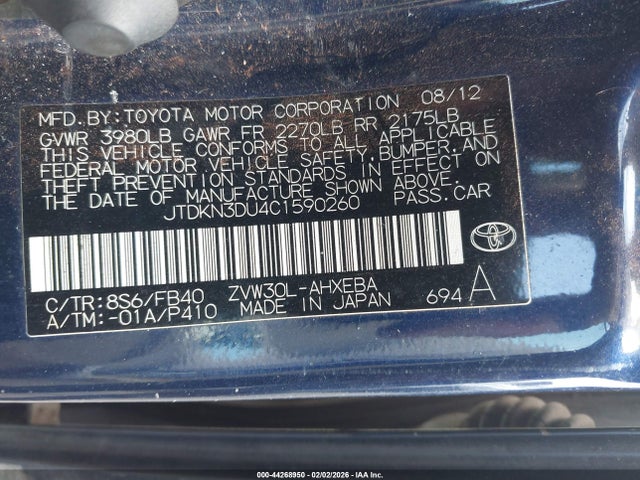 MFD. BY: TOYOTA MOTOR CORPORATION 08/12
GVWR 3980LB GAWR FR 2270LB RR 2175LB
THIS VEHICLE CONFORMS TO ALL APPLICABLE
FEDERAL MOTOR VEHICLE SAFETY, BUMPER, AND
THEFT PREVENTION STANDARDS IN EFFECT ON
THE DATE OF MANUFACTURE SHOWN ABOVE.
JTDKN3DU4C1590260 PASS. CAR
C/TR: 8S6/FB40 ZVW30L-AHXEBA
A/TM: -01A/P410 MADE IN JAPAN 694 A
000-44268950 - 02/02/2026 - IAA Inc.